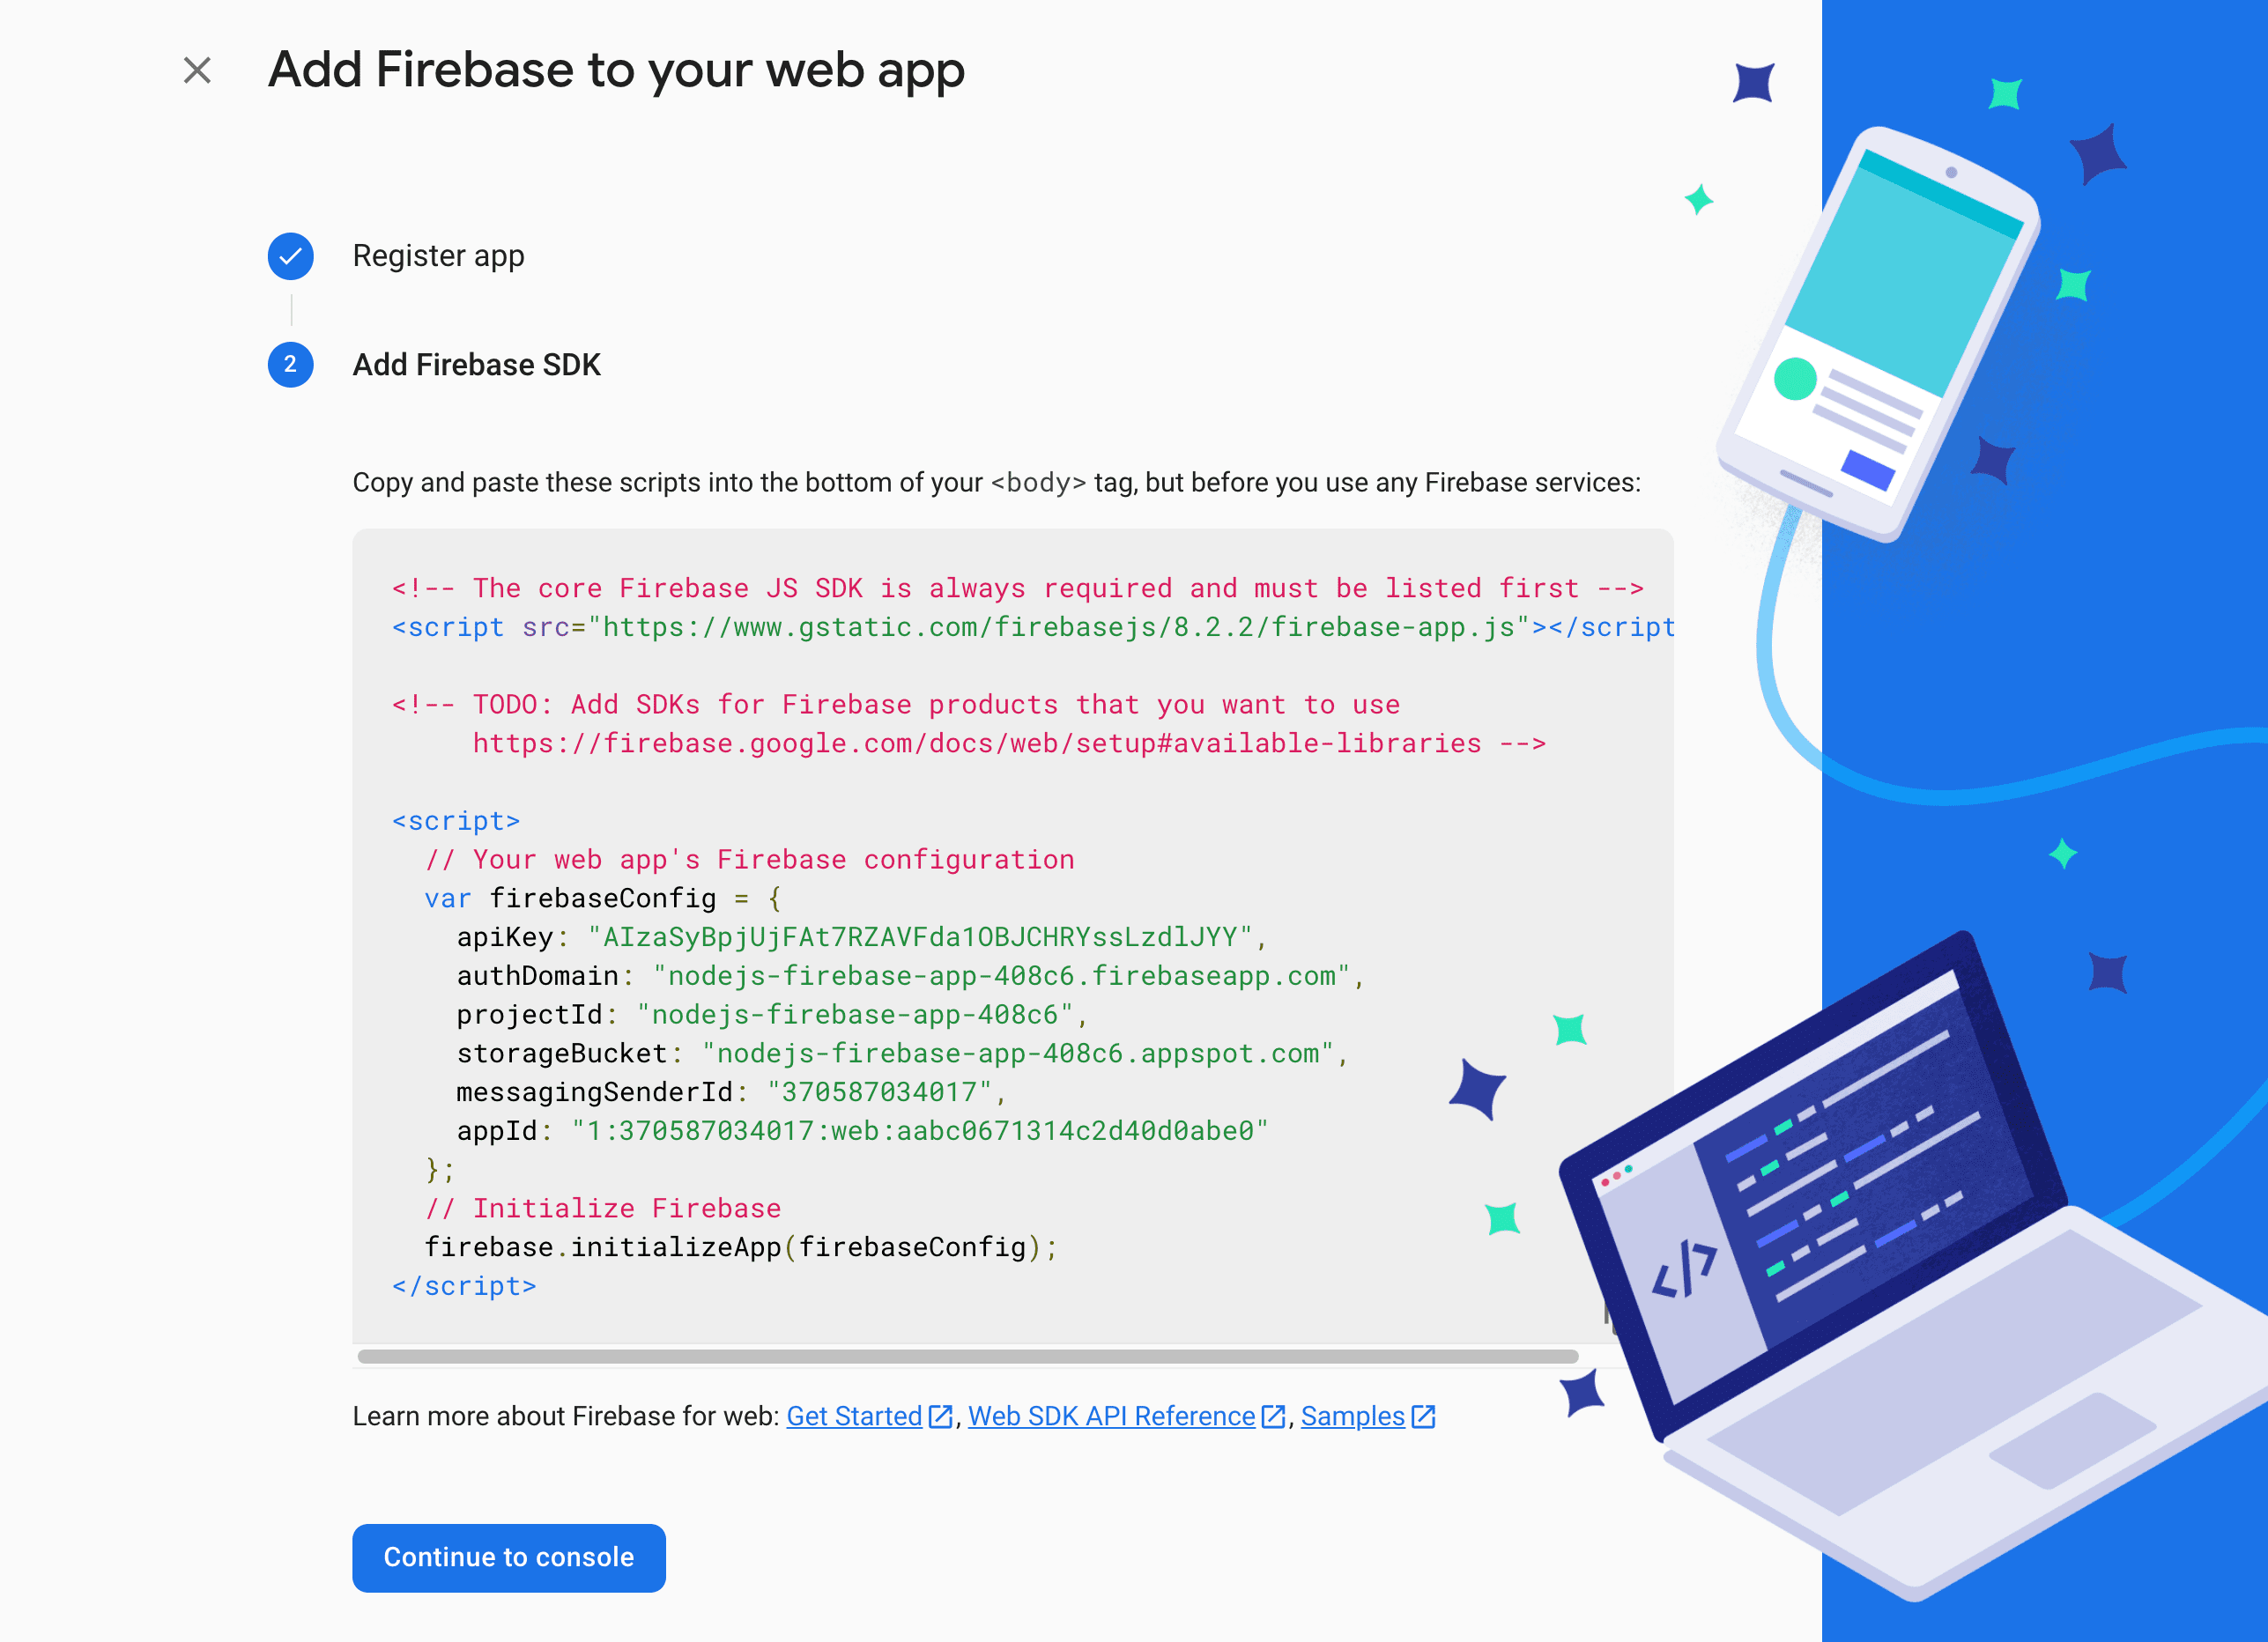 Add Firebase to your web app
Register app
2 Add Firebase SDK
Copy and paste these scripts into the bottom of your <body> tag, but before you use any Firebase services:
<!-- The core Firebase JS SDK is always required and must be listed first -->
<script src="https://www.gstatic.com/firebasejs/8.2.2/firebase-app.js"></script
<!-- TODO: Add SDKs for Firebase products that you want to use
https://firebase.google.com/docs/web/setup#available-libraries -->
<script>
// Your web app's Firebase configuration
var firebaseConfig = {
apiKey: "AIzaSyBpjUjFAt7RZAVFda1OBJCHRYssLzdlJYY",
authDomain: "nodejs-firebase-app-408c6.firebaseapp.com",
projectId: "nodejs-firebase-app-408c6",
storageBucket: "nodejs-firebase-app-408c6.appspot.com",
messagingSenderId: "370587034017",
appId: "1:370587034017:web:aabc0671314c2d40d0abe0"
};
// Initialize Firebase
firebase.initializeApp(firebaseConfig);
</script>
Learn more about Firebase for web: Get Started, Web SDK API Reference, Samples
Continue to console